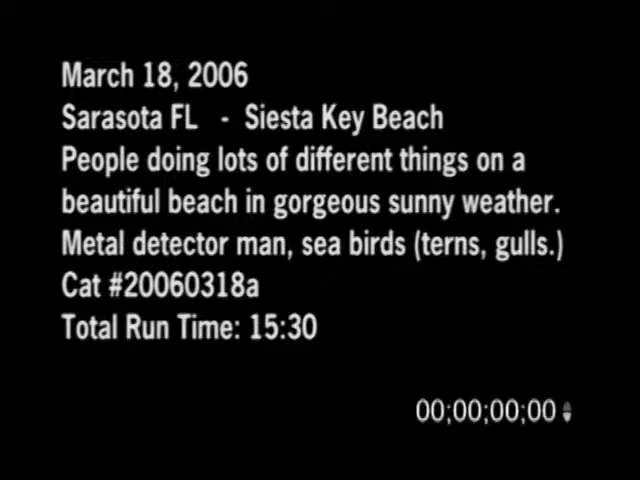 March 18, 2006
Sarasota FL - Siesta Key Beach
People doing lots of different things on a
beautiful beach in gorgeous sunny weather.
Metal detector man, sea birds (terns, gulls.)
Cat #20060318a
Total Run Time: 15:30
00;00;00;00